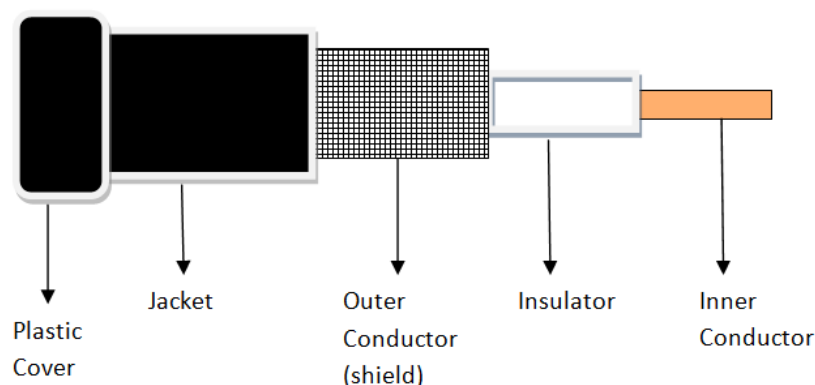 Plastic
Cover
Jacket
Outer
Conductor
(shield)
Insulator
Inner
Conductor